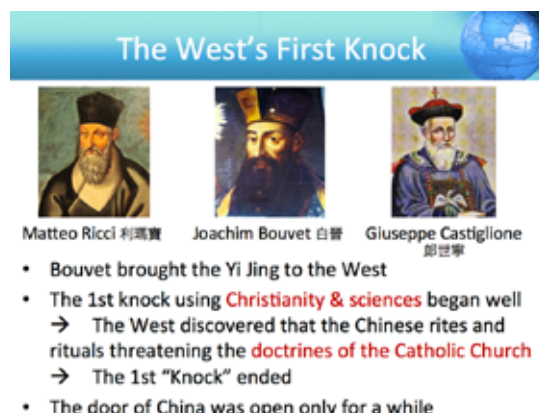 The West's First Knock
Matteo Ricci 利瑪竇
Joachim Bouvet 白晉
Giuseppe Castiglione
郎世寧
• Bouvet brought the Yi Jing to the West
• The 1st knock using Christianity & sciences began well
→ The West discovered that the Chinese rites and
rituals threatening the doctrines of the Catholic Church
→ The 1st “Knock” ended
• The door of China was open only for a while